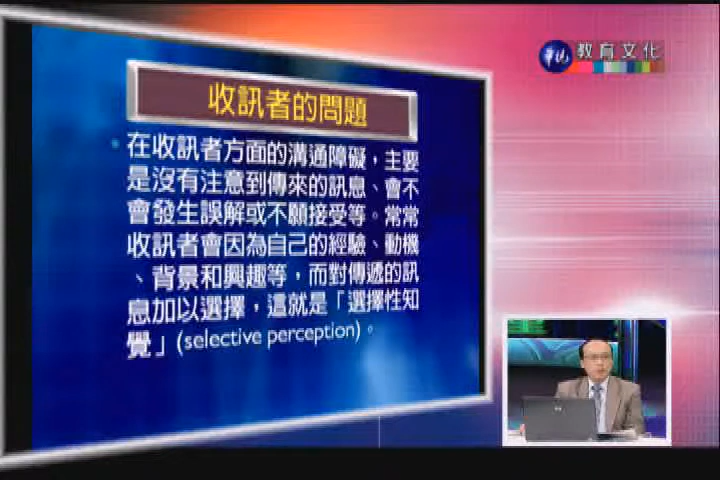 華視 教育文化
收訊者的問題
在收訊者方面的溝通障礙，主要
是沒有注意到傳來的訊息、會不
會發生誤解或不願接受等。常常
收訊者會因為自己的經驗、動機
、背景和興趣等，而對傳遞的訊
息加以選擇，這就是「選擇性知
覺」(selective perception)。